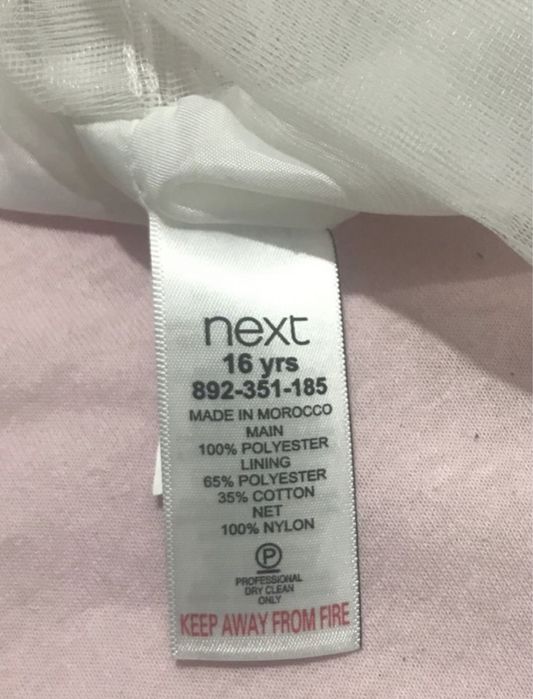 next
16 yrs
892-351-185
MADE IN MOROCCO
MAIN
100% POLYESTER
LINING
65% POLYESTER
35% COTTON
NET
100% NYLON
P
PROFESSIONAL
DRY CLEAN
ONLY
KEEP AWAY FROM FIRE